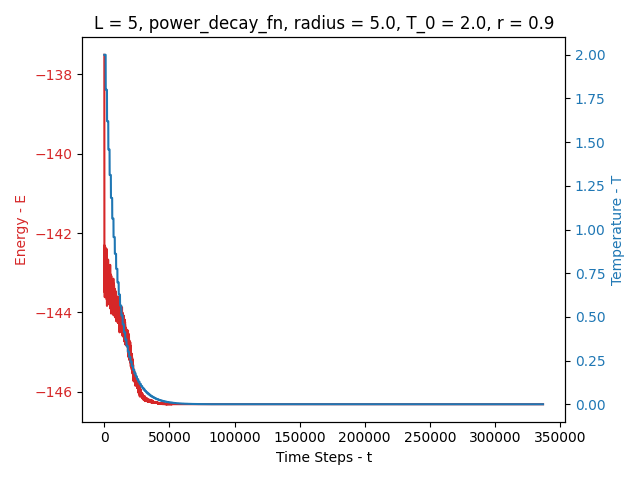 L = 5, power_decay_fn, radius = 5.0, T_0 = 2.0, r = 0.9
−138
−140
−142
−144
−146
Energy - E
2.00
1.75
1.50
1.25
1.00
0.75
0.50
0.25
0.00
Temperature - T
0 50000 100000 150000 200000 250000 300000 350000
Time Steps - t